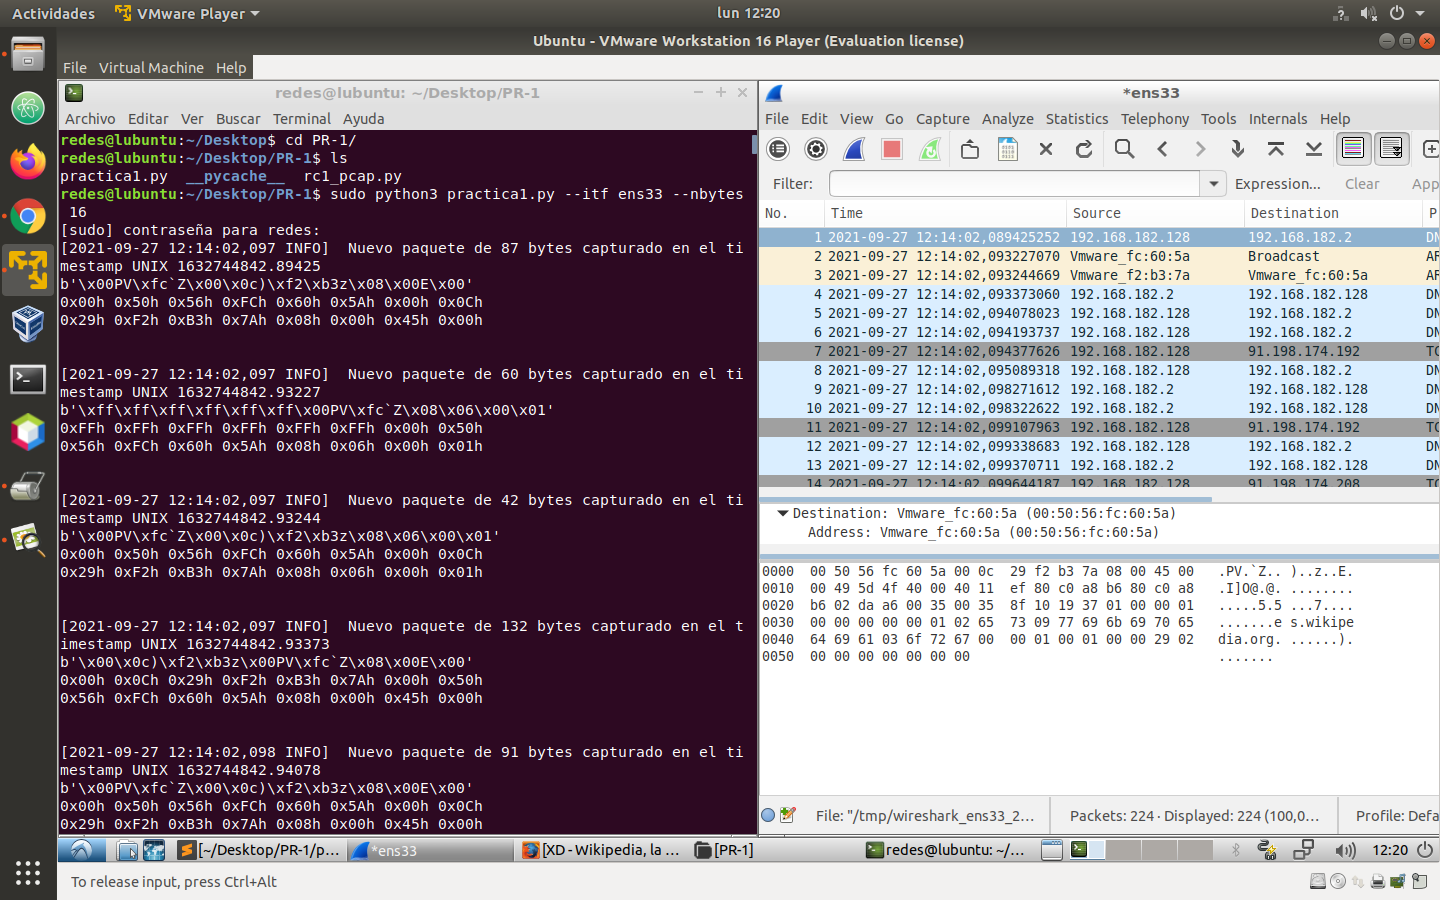 Actividades VMware Player lun 12:20
Ubuntu - VMware Workstation 16 Player (Evaluation license)
File Virtual Machine Help
redes@lubuntu: ~/Desktop/PR-1
Archivo Editar Ver Buscar Terminal Ayuda
redes@lubuntu:~/Desktop$ cd PR-1/
redes@lubuntu:~/Desktop/PR-1$ ls
practica1.py __pycache__ rc1_pcap.py
redes@lubuntu:~/Desktop/PR-1$ sudo python3 practica1.py --itf ens33 --nbytes
16
[sudo] contraseña para redes:
[2021-09-27 12:14:02,097 INFO] Nuevo paquete de 87 bytes capturado en el ti
mestamp UNIX 1632744842.89425
b'\x00PV\xfc`Z\x00\x0c)\xf2\xb3z\x08\x00E\x00'
0x00h 0x50h 0x56h 0xFCh 0x60h 0x5Ah 0x00h 0x0Ch
0x29h 0xF2h 0xB3h 0x7Ah 0x08h 0x00h 0x45h 0x00h
[2021-09-27 12:14:02,097 INFO] Nuevo paquete de 60 bytes capturado en el ti
mestamp UNIX 1632744842.93227
b'\xff\xff\xff\xff\xff\xff\x00PV\xfc`Z\x08\x06\x00\x01'
0xFFh 0xFFh 0xFFh 0xFFh 0xFFh 0xFFh 0x00h 0x50h
0x56h 0xFCh 0x60h 0x5Ah 0x08h 0x06h 0x00h 0x01h
[2021-09-27 12:14:02,097 INFO] Nuevo paquete de 42 bytes capturado en el ti
mestamp UNIX 1632744842.93244
b'\x00PV\xfc`Z\x00\x0c)\xf2\xb3z\x08\x06\x00\x01'
0x00h 0x50h 0x56h 0xFCh 0x60h 0x5Ah 0x00h 0x0Ch
0x29h 0xF2h 0xB3h 0x7Ah 0x08h 0x06h 0x00h 0x01h
[2021-09-27 12:14:02,097 INFO] Nuevo paquete de 132 bytes capturado en el t
imestamp UNIX 1632744842.93373
b'\x00\x0c)\xf2\xb3z\x00PV\xfc`Z\x08\x00E\x00'
0x00h 0x0Ch 0x29h 0xF2h 0xB3h 0x7Ah 0x00h 0x50h
0x56h 0xFCh 0x60h 0x5Ah 0x08h 0x00h 0x45h 0x00h
[2021-09-27 12:14:02,098 INFO] Nuevo paquete de 91 bytes capturado en el ti
mestamp UNIX 1632744842.94078
b'\x00PV\xfc`Z\x00\x0c)\xf2\xb3z\x08\x00E\x00'
0x00h 0x50h 0x56h 0xFCh 0x60h 0x5Ah 0x00h 0x0Ch
0x29h 0xF2h 0xB3h 0x7Ah 0x08h 0x00h 0x45h 0x00h
*ens33
File Edit View Go Capture Analyze Statistics Telephony Tools Internals Help
Filter: Expression... Clear App
No. Time Source Destination P
1 2021-09-27 12:14:02,089425252 192.168.182.128 192.168.182.2 DN
2 2021-09-27 12:14:02,093227070 Vmware_fc:60:5a Broadcast AR
3 2021-09-27 12:14:02,093244669 Vmware_f2:b3:7a Vmware_fc:60:5a AR
4 2021-09-27 12:14:02,093373060 192.168.182.2 192.168.182.128 DN
5 2021-09-27 12:14:02,094078023 192.168.182.128 192.168.182.2 DN
6 2021-09-27 12:14:02,094193737 192.168.182.128 192.168.182.2 DN
7 2021-09-27 12:14:02,094377626 192.168.182.128 91.198.174.192 TC
8 2021-09-27 12:14:02,095089318 192.168.182.128 192.168.182.2 DN
9 2021-09-27 12:14:02,098271612 192.168.182.2 192.168.182.128 DN
10 2021-09-27 12:14:02,098322622 192.168.182.2 192.168.182.128 DN
11 2021-09-27 12:14:02,099107963 192.168.182.128 91.198.174.192 TC
12 2021-09-27 12:14:02,099338683 192.168.182.128 192.168.182.2 DN
13 2021-09-27 12:14:02,099370711 192.168.182.2 192.168.182.128 DN
14 2021-09-27 12:14:02,099644187 192.168.182.128 91.198.174.208 TC
Destination: Vmware_fc:60:5a (00:50:56:fc:60:5a)
Address: Vmware_fc:60:5a (00:50:56:fc:60:5a)
0000 00 50 56 fc 60 5a 00 0c 29 f2 b3 7a 08 00 45 00 .PV.`Z.. )..z..E.
0010 00 49 5d 4f 40 00 40 11 ef 80 c0 a8 b6 80 c0 a8 .I]O@.@. ........
0020 b6 02 da a6 00 35 00 35 8f 10 19 37 01 00 00 01 .....5.5 ...7....
0030 00 00 00 00 00 01 02 65 73 09 77 69 6b 69 70 65 .......e s.wikipe
0040 64 69 61 03 6f 72 67 00 00 01 00 01 00 00 29 02 dia.org. ......).
0050 00 00 00 00 00 00 00 .......
File: "/tmp/wireshark_ens33_2... Packets: 224 · Displayed: 224 (100,0... Profile: Defa
[~/Desktop/PR-1/p... *ens33 [XD - Wikipedia, la ... [PR-1] redes@lubuntu: ~/... 12:20
To release input, press Ctrl+Alt